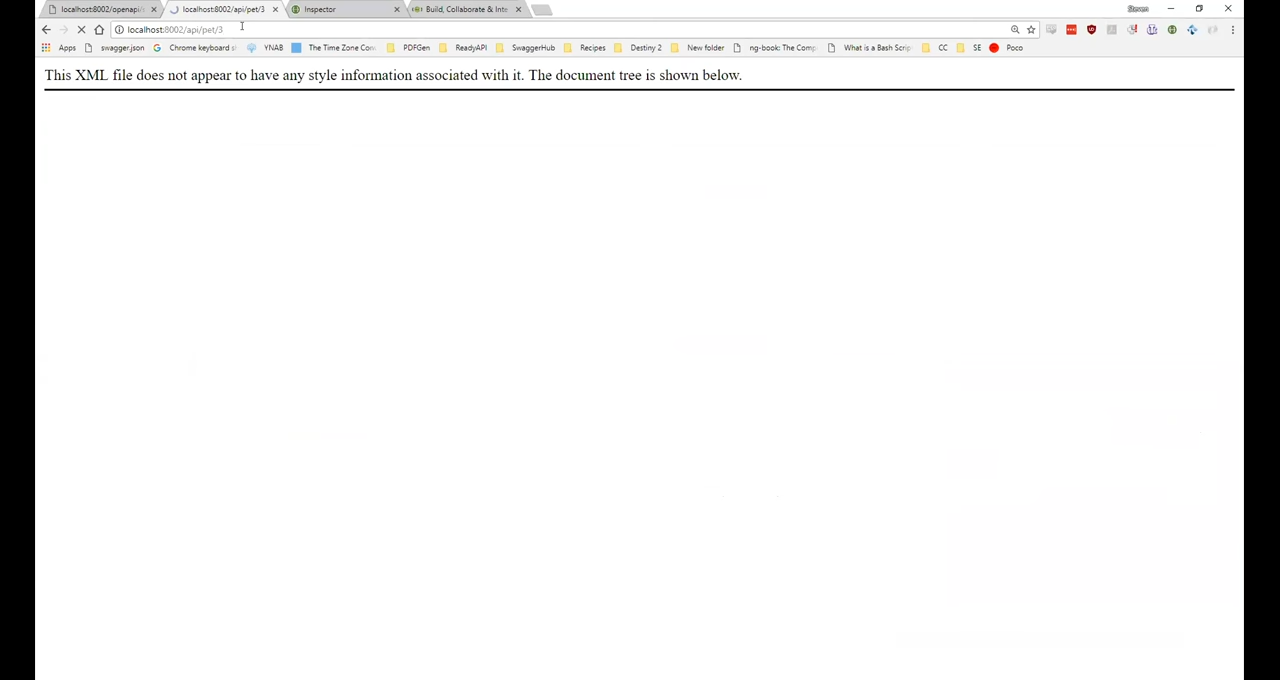 localhost:8002/openapi/ localhost:8002/api/pet/3 Inspector Build, Collaborate & Inte Steven
localhost:8002/api/pet/3
Apps swagger.json Chrome keyboard s YNAB The Time Zone Con PDFGen ReadyAPI SwaggerHub Recipes Destiny 2 New folder ng-book: The Comp What is a Bash Scrip CC SE Poco
This XML file does not appear to have any style information associated with it. The document tree is shown below.